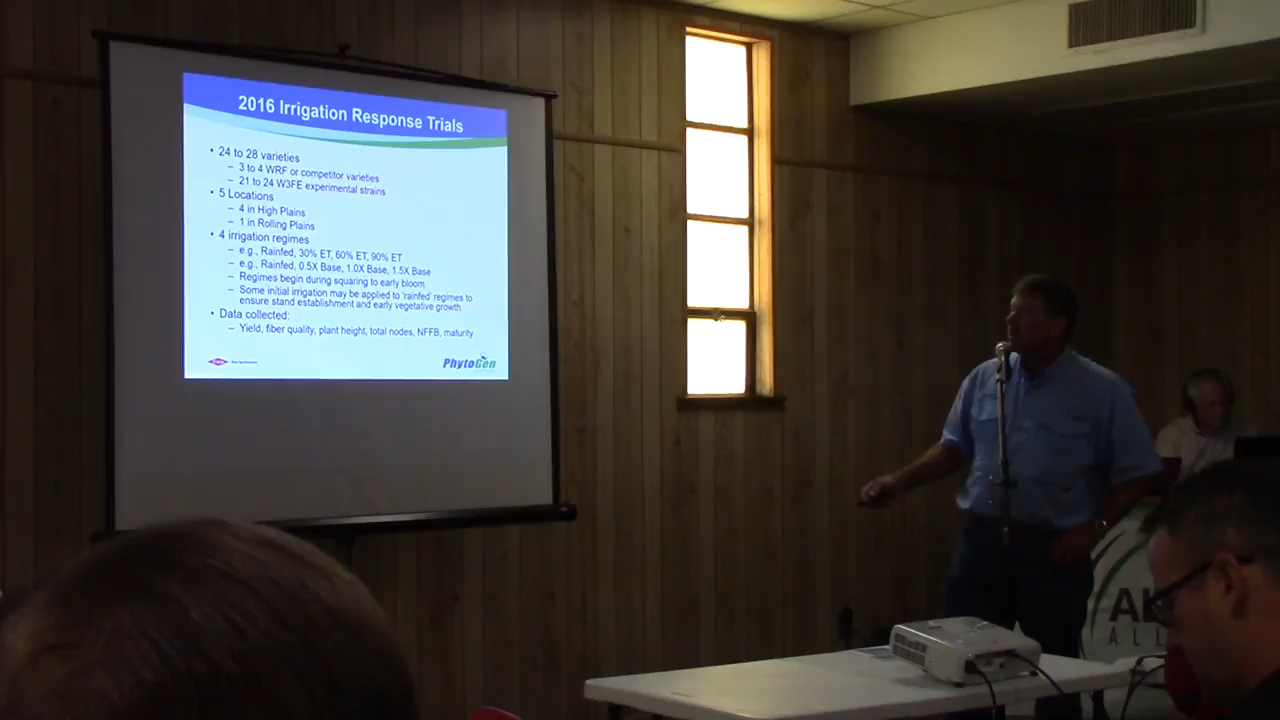 2016 Irrigation Response Trials
• 24 to 28 varieties
– 3 to 4 WRF or competitor varieties
– 21 to 24 W3FE experimental strains
• 5 Locations
– 4 in High Plains
– 1 in Rolling Plains
• 4 irrigation regimes
– e.g., Rainfed, 30% ET, 60% ET, 90% ET
– e.g., Rainfed, 0.5X Base, 1.0X Base, 1.5X Base
– Regimes begin during squaring to early bloom
– Some initial irrigation may be applied to 'rainfed' regimes to
ensure stand establishment and early vegetative growth
• Data collected:
– Yield, fiber quality, plant height, total nodes, NFFB, maturity
PhytoGen